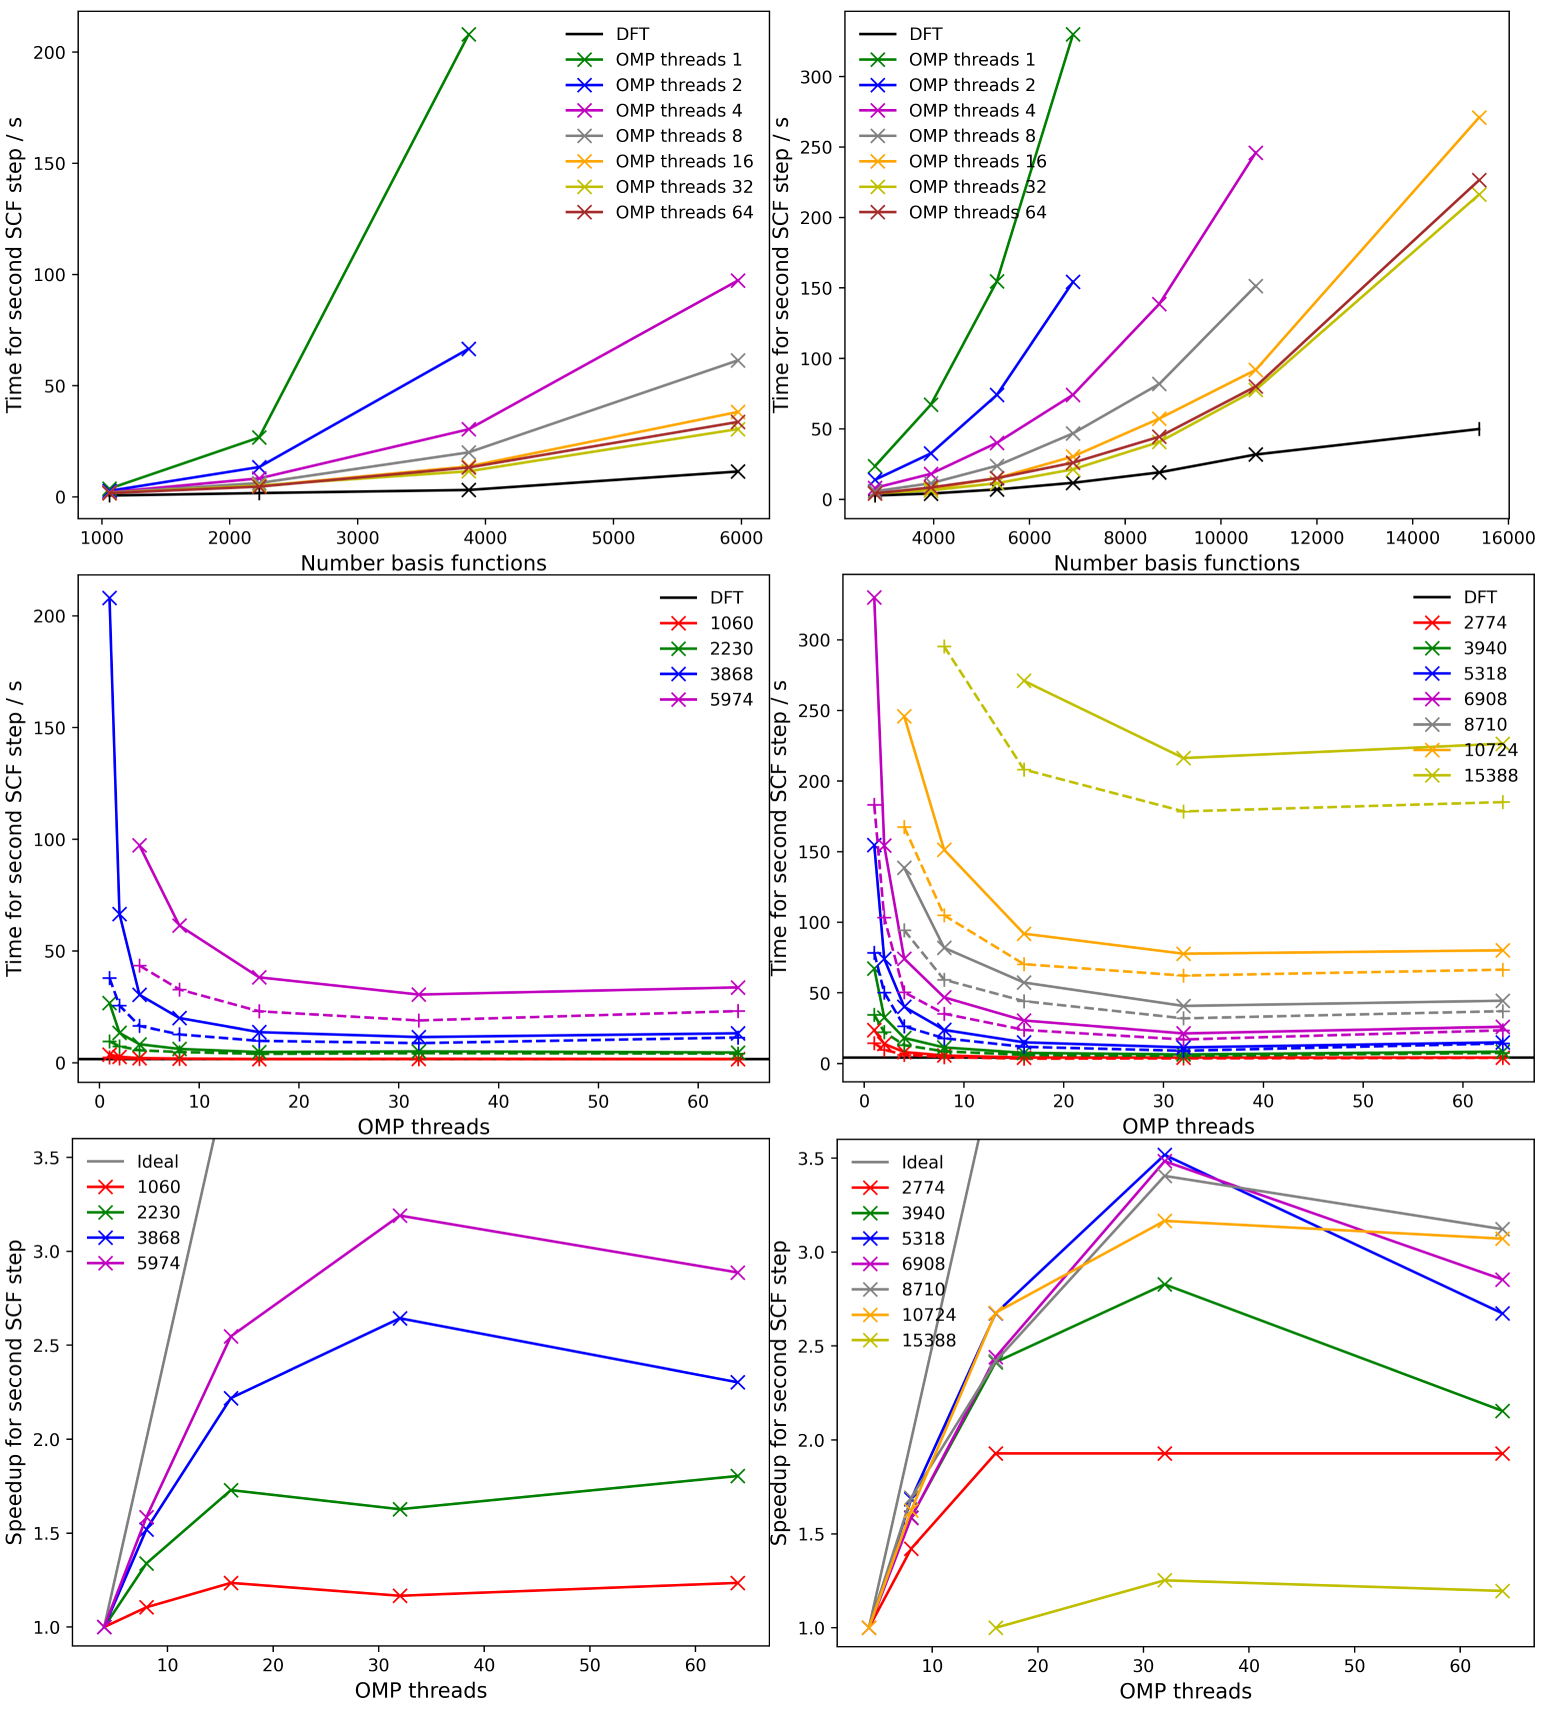 200
150
100
50
0
1000 2000 3000 4000 5000 6000
Number basis functions
Time for second SCF step / s
DFT
OMP threads 1
OMP threads 2
OMP threads 4
OMP threads 8
OMP threads 16
OMP threads 32
OMP threads 64
300
250
200
150
100
50
0
4000 6000 8000 10000 12000 14000 16000
Number basis functions
Time for second SCF step / s
DFT
OMP threads 1
OMP threads 2
OMP threads 4
OMP threads 8
OMP threads 16
OMP threads 32
OMP threads 64
200
150
100
50
0
0 10 20 30 40 50 60
OMP threads
Time for second SCF step / s
DFT
1060
2230
3868
5974
300
250
200
150
100
50
0
0 10 20 30 40 50 60
OMP threads
Time for second SCF step / s
DFT
2774
3940
5318
6908
8710
10724
15388
3.5
3.0
2.5
2.0
1.5
1.0
10 20 30 40 50 60
OMP threads
Speedup for second SCF step
Ideal
1060
2230
3868
5974
3.5
3.0
2.5
2.0
1.5
1.0
10 20 30 40 50 60
OMP threads
Speedup for second SCF step
Ideal
2774
3940
5318
6908
8710
10724
15388